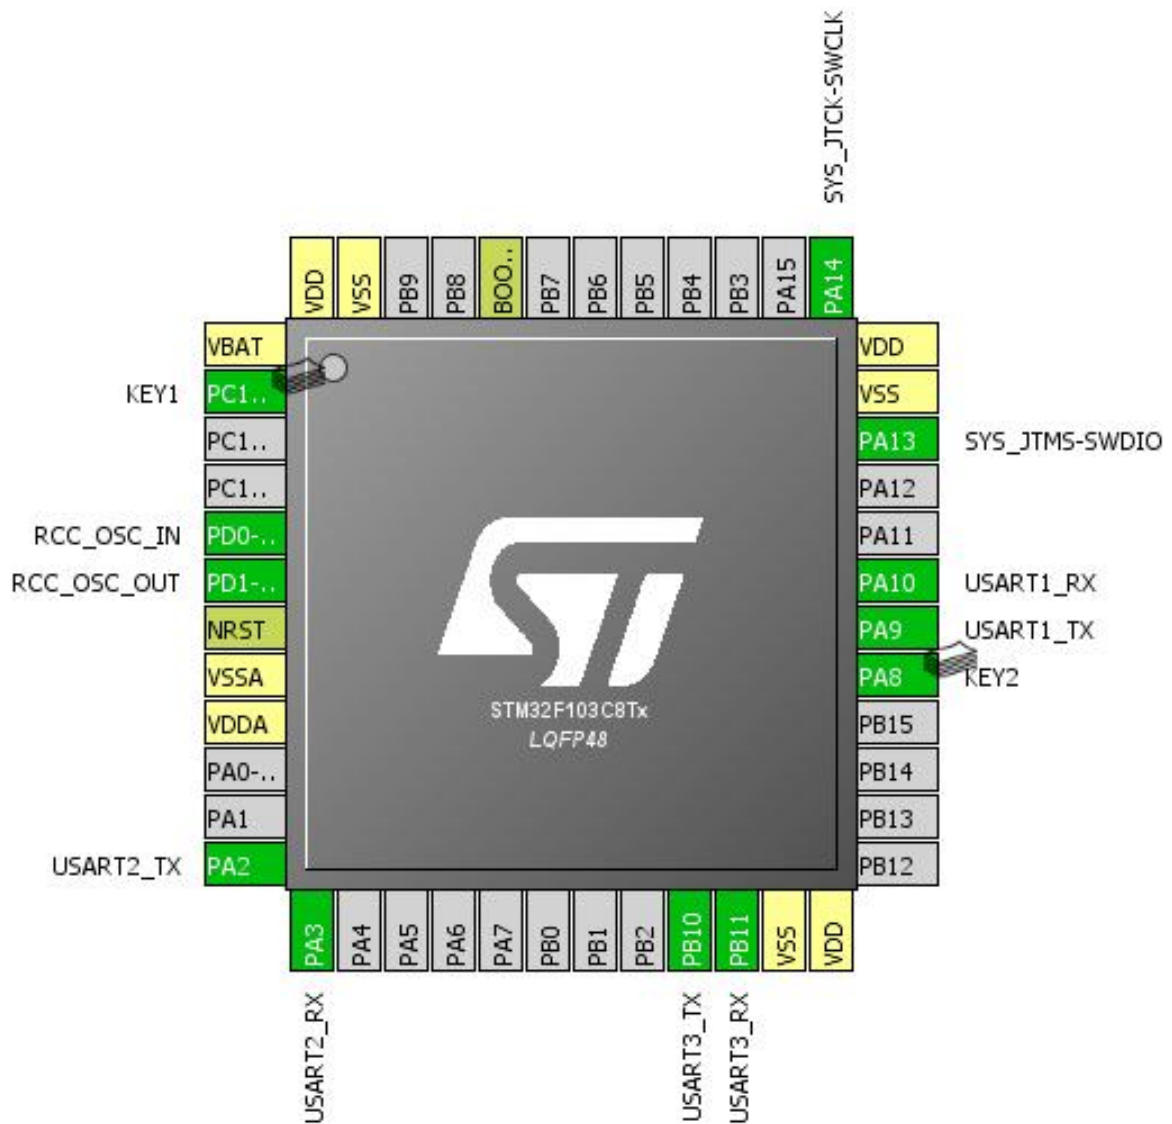 SYS_JTCK-SWCLK
VDD
VSS
PB9
PB8
BOO..
PB7
PB6
PB5
PB4
PB3
PA15
PA14
VBAT
KEY1 PC1..
PC1..
PC1..
RCC_OSC_IN PD0-..
RCC_OSC_OUT PD1-..
NRST
VSSA
VDDA
PA0-..
PA1
USART2_TX PA2
STM32F103C8Tx
LQFP48
VDD
VSS
PA13 SYS_JTMS-SWDIO
PA12
PA11
PA10 USART1_RX
PA9 USART1_TX
PA8 KEY2
PB15
PB14
PB13
PB12
PA3
PA4
PA5
PA6
PA7
PB0
PB1
PB2
PB10
PB11
VSS
VDD
USART2_RX
USART3_TX
USART3_RX